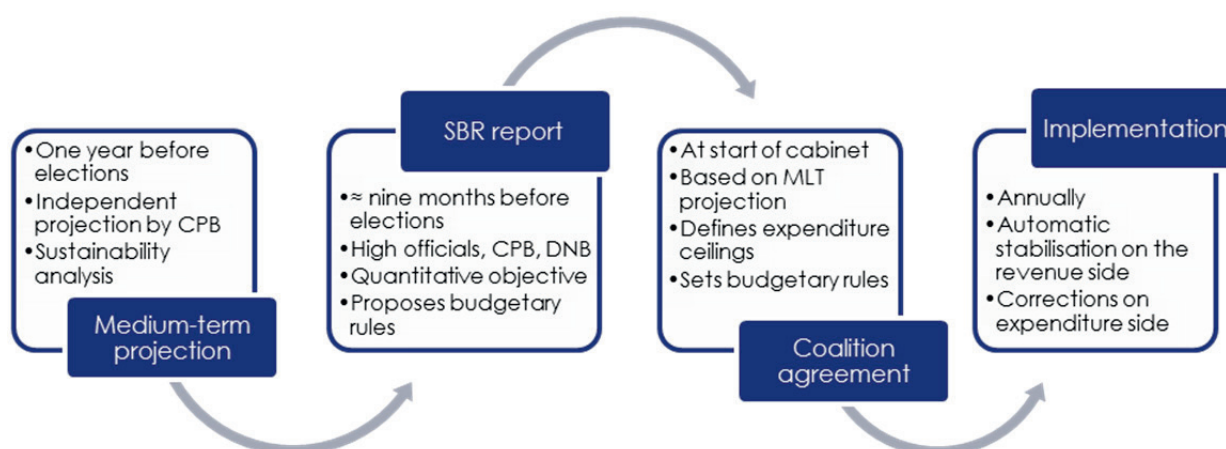 •One year before
elections
•Independent
projection by CPB
•Sustainability
analysis
Medium-term
projection
SBR report
•≈ nine months before
elections
•High officials, CPB, DNB
•Quantitative objective
•Proposes budgetary
rules
•At start of cabinet
•Based on MLT
projection
•Defines expenditure
ceilings
•Sets budgetary rules
Coalition
agreement
Implementation
•Annually
•Automatic
stabilisation on the
revenue side
•Corrections on
expenditure side